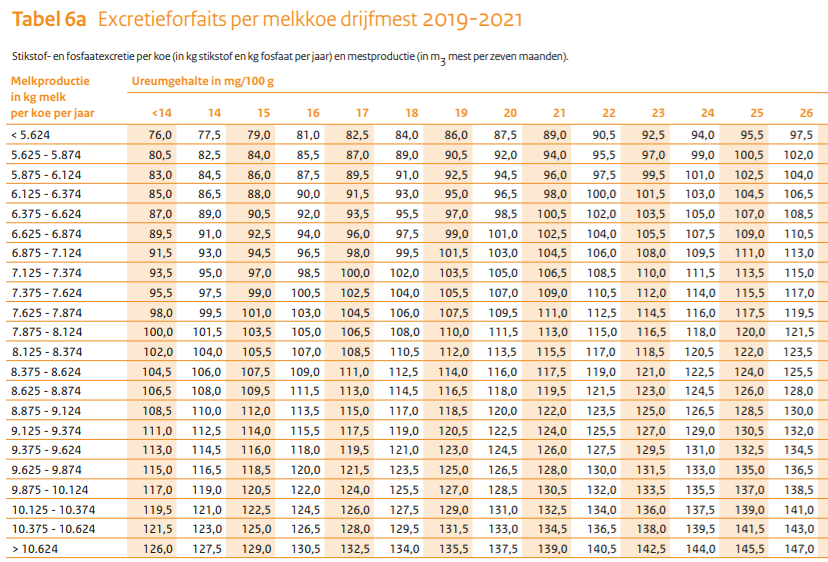 Tabel 6a Excretieforfaits per melkkoe drijfmest 2019-2021
Stikstof- en fosfaatexcretie per koe (in kg stikstof en kg fosfaat per jaar) en mestproductie (in m3 mest per zeven maanden).
Melkproductie Ureumgehalte in mg/100 g
in kg melk
per koe per jaar <14 14 15 16 17 18 19 20 21 22 23 24 25 26
< 5.624 76,0 77,5 79,0 81,0 82,5 84,0 86,0 87,5 89,0 90,5 92,5 94,0 95,5 97,5
5.625 - 5.874 80,5 82,5 84,0 85,5 87,0 89,0 90,5 92,0 94,0 95,5 97,0 99,0 100,5 102,0
5.875 - 6.124 83,0 84,5 86,0 87,5 89,5 91,0 92,5 94,5 96,0 97,5 99,5 101,0 102,5 104,0
6.125 - 6.374 85,0 86,5 88,0 90,0 91,5 93,0 95,0 96,5 98,0 100,0 101,5 103,0 104,5 106,5
6.375 - 6.624 87,0 89,0 90,5 92,0 93,5 95,5 97,0 98,5 100,5 102,0 103,5 105,0 107,0 108,5
6.625 - 6.874 89,5 91,0 92,5 94,0 96,0 97,5 99,0 101,0 102,5 104,0 105,5 107,5 109,0 110,5
6.875 - 7.124 91,5 93,0 94,5 96,5 98,0 99,5 101,5 103,0 104,5 106,0 108,0 109,5 111,0 113,0
7.125 - 7.374 93,5 95,0 97,0 98,5 100,0 102,0 103,5 105,0 106,5 108,5 110,0 111,5 113,5 115,0
7.375 - 7.624 95,5 97,5 99,0 100,5 102,5 104,0 105,5 107,0 109,0 110,5 112,0 114,0 115,5 117,0
7.625 - 7.874 98,0 99,5 101,0 103,0 104,5 106,0 107,5 109,5 111,0 112,5 114,5 116,0 117,5 119,5
7.875 - 8.124 100,0 101,5 103,5 105,0 106,5 108,0 110,0 111,5 113,0 115,0 116,5 118,0 120,0 121,5
8.125 - 8.374 102,0 104,0 105,5 107,0 108,5 110,5 112,0 113,5 115,5 117,0 118,5 120,5 122,0 123,5
8.375 - 8.624 104,5 106,0 107,5 109,0 111,0 112,5 114,0 116,0 117,5 119,0 121,0 122,5 124,0 125,5
8.625 - 8.874 106,5 108,0 109,5 111,5 113,0 114,5 116,5 118,0 119,5 121,5 123,0 124,5 126,0 128,0
8.875 - 9.124 108,5 110,0 112,0 113,5 115,0 117,0 118,5 120,0 122,0 123,5 125,0 126,5 128,5 130,0
9.125 - 9.374 111,0 112,5 114,0 115,5 117,5 119,0 120,5 122,5 124,0 125,5 127,0 129,0 130,5 132,0
9.375 - 9.624 113,0 114,5 116,0 118,0 119,5 121,0 123,0 124,5 126,0 127,5 129,5 131,0 132,5 134,5
9.625 - 9.874 115,0 116,5 118,5 120,0 121,5 123,5 125,0 126,5 128,0 130,0 131,5 133,0 135,0 136,5
9.875 - 10.124 117,0 119,0 120,5 122,0 124,0 125,5 127,0 128,5 130,5 132,0 133,5 135,5 137,0 138,5
10.125 - 10.374 119,5 121,0 122,5 124,5 126,0 127,5 129,0 131,0 132,5 134,0 136,0 137,5 139,0 141,0
10.375 - 10.624 121,5 123,0 125,0 126,5 128,0 129,5 131,5 133,0 134,5 136,5 138,0 139,5 141,5 143,0
> 10.624 126,0 127,5 129,0 130,5 132,5 134,0 135,5 137,5 139,0 140,5 142,5 144,0 145,5 147,0